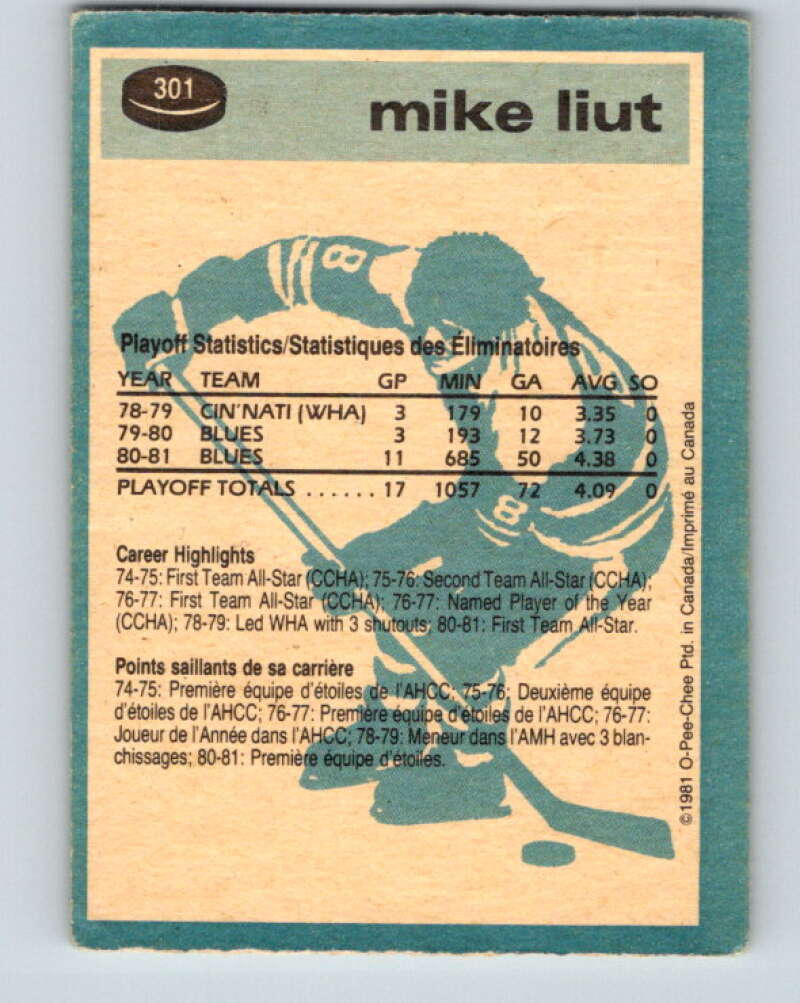 301
mike liut
8
Playoff Statistics/Statistiques des Éliminatoires
YEAR TEAM GP MIN GA AVG SO
78-79 CIN'NATI (WHA) 3 179 10 3.35 0
79-80 BLUES 3 193 12 3.73 0
80-81 BLUES 11 685 50 4.38 0
PLAYOFF TOTALS ...... 17 1057 72 4.09 0
8
Career Highlights
74-75: First Team All-Star (CCHA); 75-76: Second Team All-Star (CCHA);
76-77: First Team All-Star (CCHA); 76-77: Named Player of the Year
(CCHA); 78-79: Led WHA with 3 shutouts; 80-81: First Team All-Star.
Points saillants de sa carrière
74-75: Première équipe d'étoiles de l'AHCC; 75-76: Deuxième équipe
d'étoiles de l'AHCC; 76-77: Première équipe d'étoiles de l'AHCC; 76-77:
Joueur de l'Année dans l'AHCC; 78-79: Meneur dans l'AMH avec 3 blan-
chissages; 80-81: Première équipe d'étoiles.
©1981 O-Pee-Chee Ptd. in Canada/Imprimé au Canada